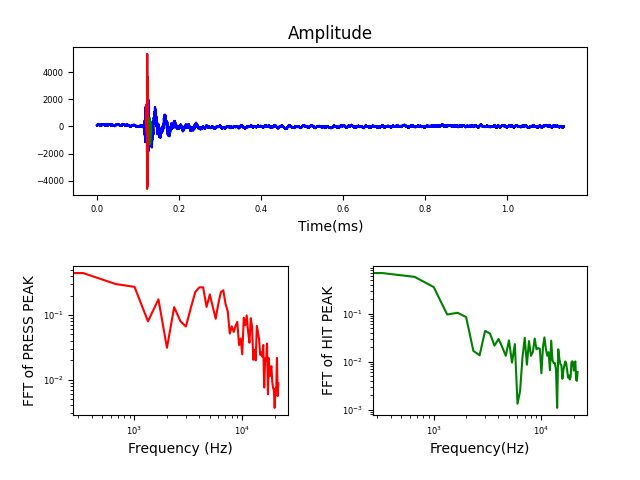 Amplitude
4000
2000
0
−2000
−4000
0.0 0.2 0.4 0.6 0.8 1.0
Time(ms)
FFT of PRESS PEAK
10⁻¹
10⁻²
10³ 10⁴
Frequency (Hz)
FFT of HIT PEAK
10⁻¹
10⁻²
10⁻³
10³ 10⁴
Frequency(Hz)